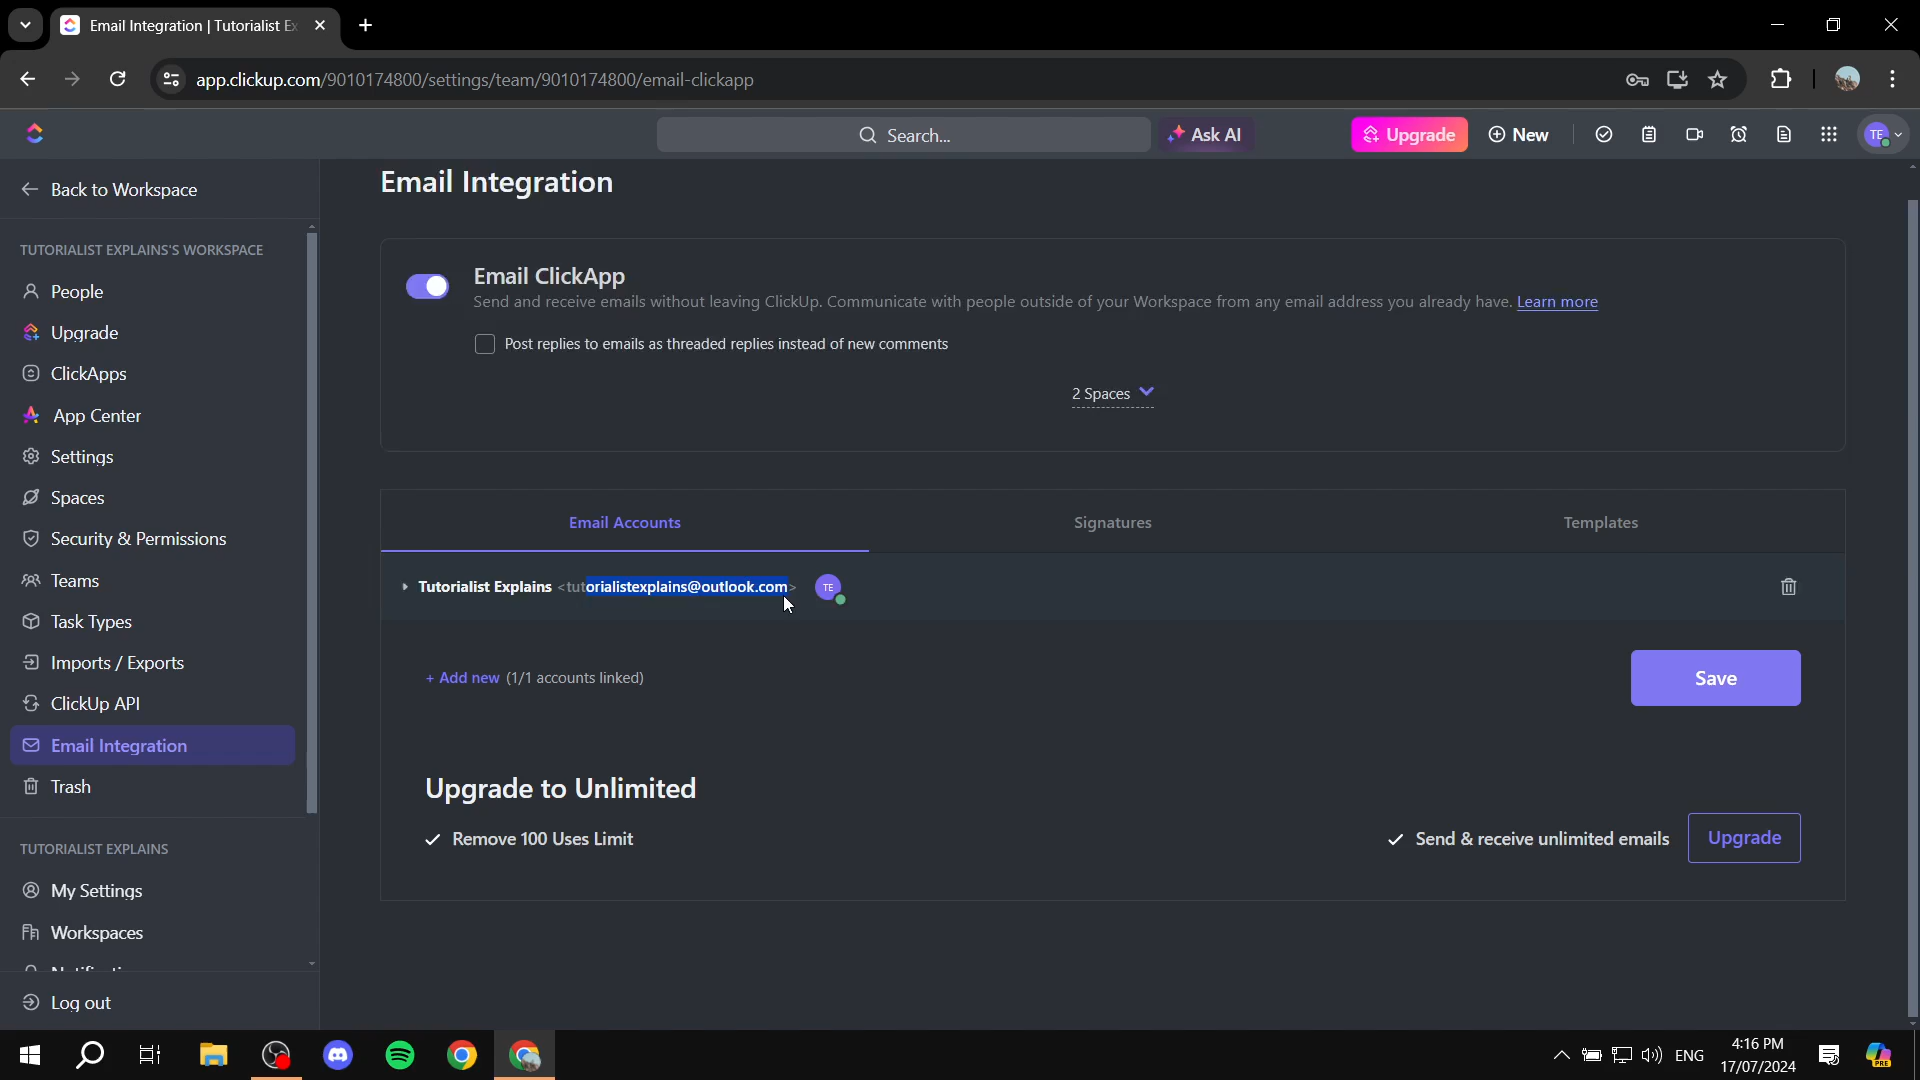 Email Integration | Tutorialist Ex
app.clickup.com/9010174800/settings/team/9010174800/email-clickapp
Search...
Ask AI
Upgrade
New
TE
Back to Workspace
TUTORIALIST EXPLAINS'S WORKSPACE
People
Upgrade
ClickApps
App Center
Settings
Spaces
Security & Permissions
Teams
Task Types
Imports / Exports
ClickUp API
Email Integration
Trash
TUTORIALIST EXPLAINS
My Settings
Workspaces
Log out
Email Integration
Email ClickApp
Send and receive emails without leaving ClickUp. Communicate with people outside of your Workspace from any email address you already have. Learn more
Post replies to emails as threaded replies instead of new comments
2 Spaces
Email Accounts
Signatures
Templates
Tutorialist Explains <tutorialistexplains@outlook.com>
TE
+ Add new (1/1 accounts linked)
Save
Upgrade to Unlimited
Remove 100 Uses Limit
Send & receive unlimited emails
Upgrade
ENG
4:16 PM
17/07/2024
PRE